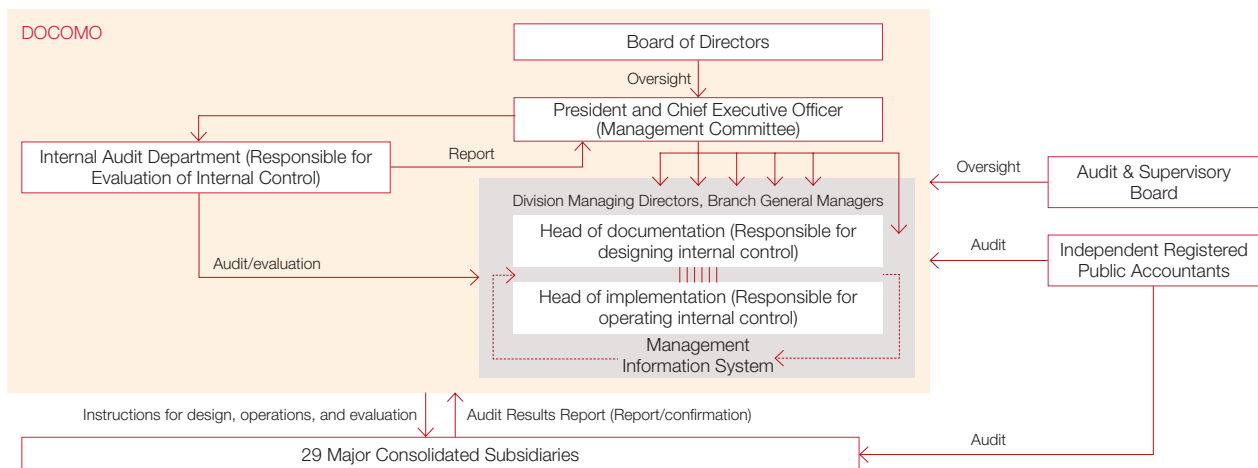 DOCOMO
Board of Directors
Oversight
President and Chief Executive Officer
(Management Committee)
Internal Audit Department (Responsible for
Evaluation of Internal Control)
Report
Division Managing Directors, Branch General Managers
Head of documentation (Responsible for
designing internal control)
Audit/evaluation
Head of implementation (Responsible for
operating internal control)
Management
Information System
Oversight
Audit & Supervisory
Board
Audit
Independent Registered
Public Accountants
Instructions for design, operations, and evaluation
Audit Results Report (Report/confirmation)
29 Major Consolidated Subsidiaries
Audit